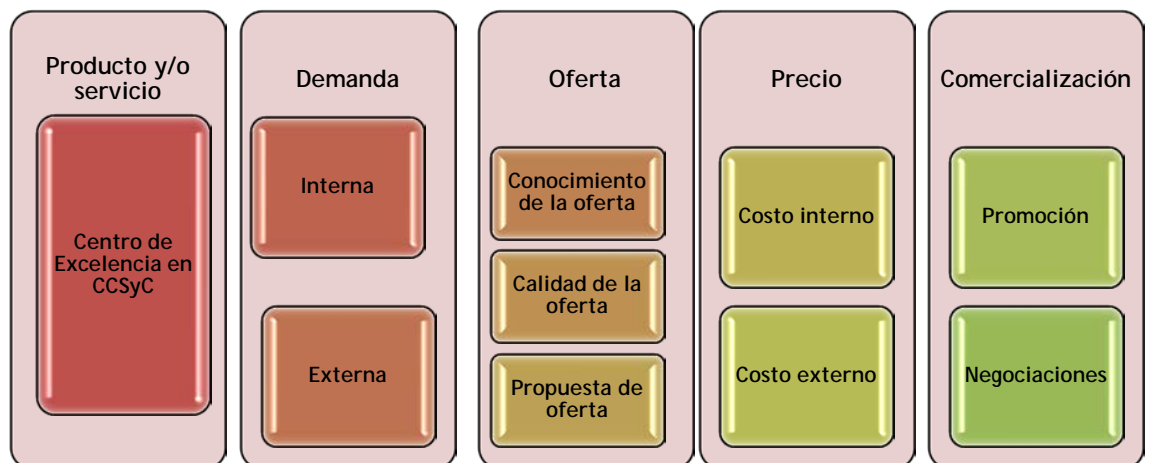 Producto y/o
servicio
Centro de
Excelencia en
CCSyC
Demanda
Interna
Externa
Oferta
Conocimiento
de la oferta
Calidad de la
oferta
Propuesta de
oferta
Precio
Costo interno
Costo externo
Comercialización
Promoción
Negociaciones